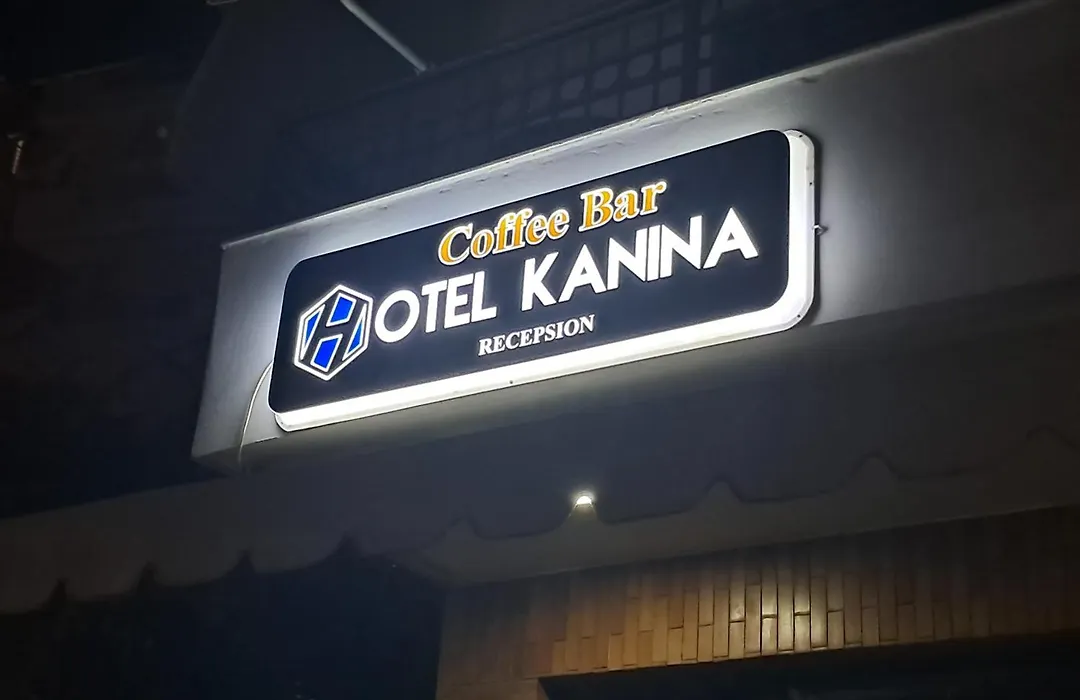 Coffee Bar
HOTEL KANINA
RECEPSION